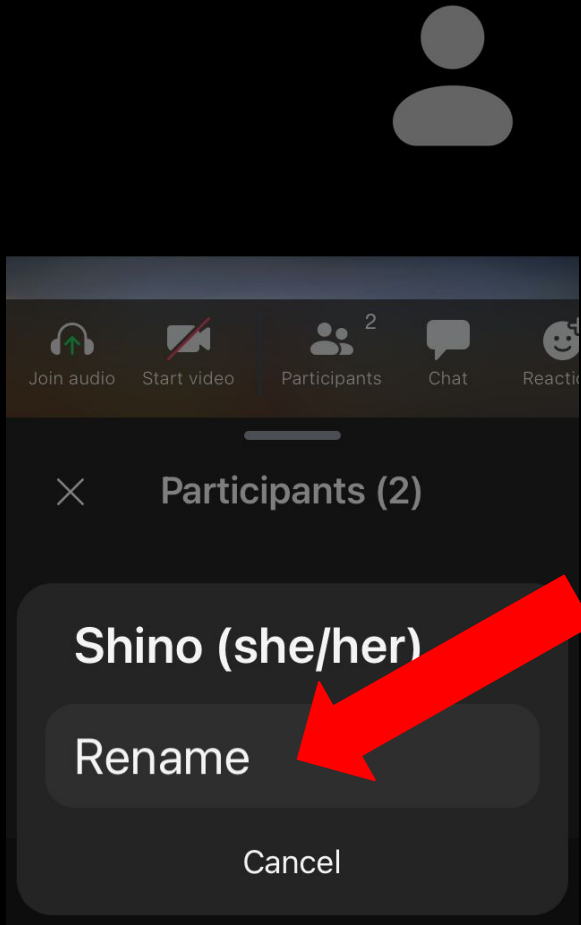 2
Join audio Start video Participants Chat Reactio
Participants (2)
Shino (she/her)
Rename
Cancel